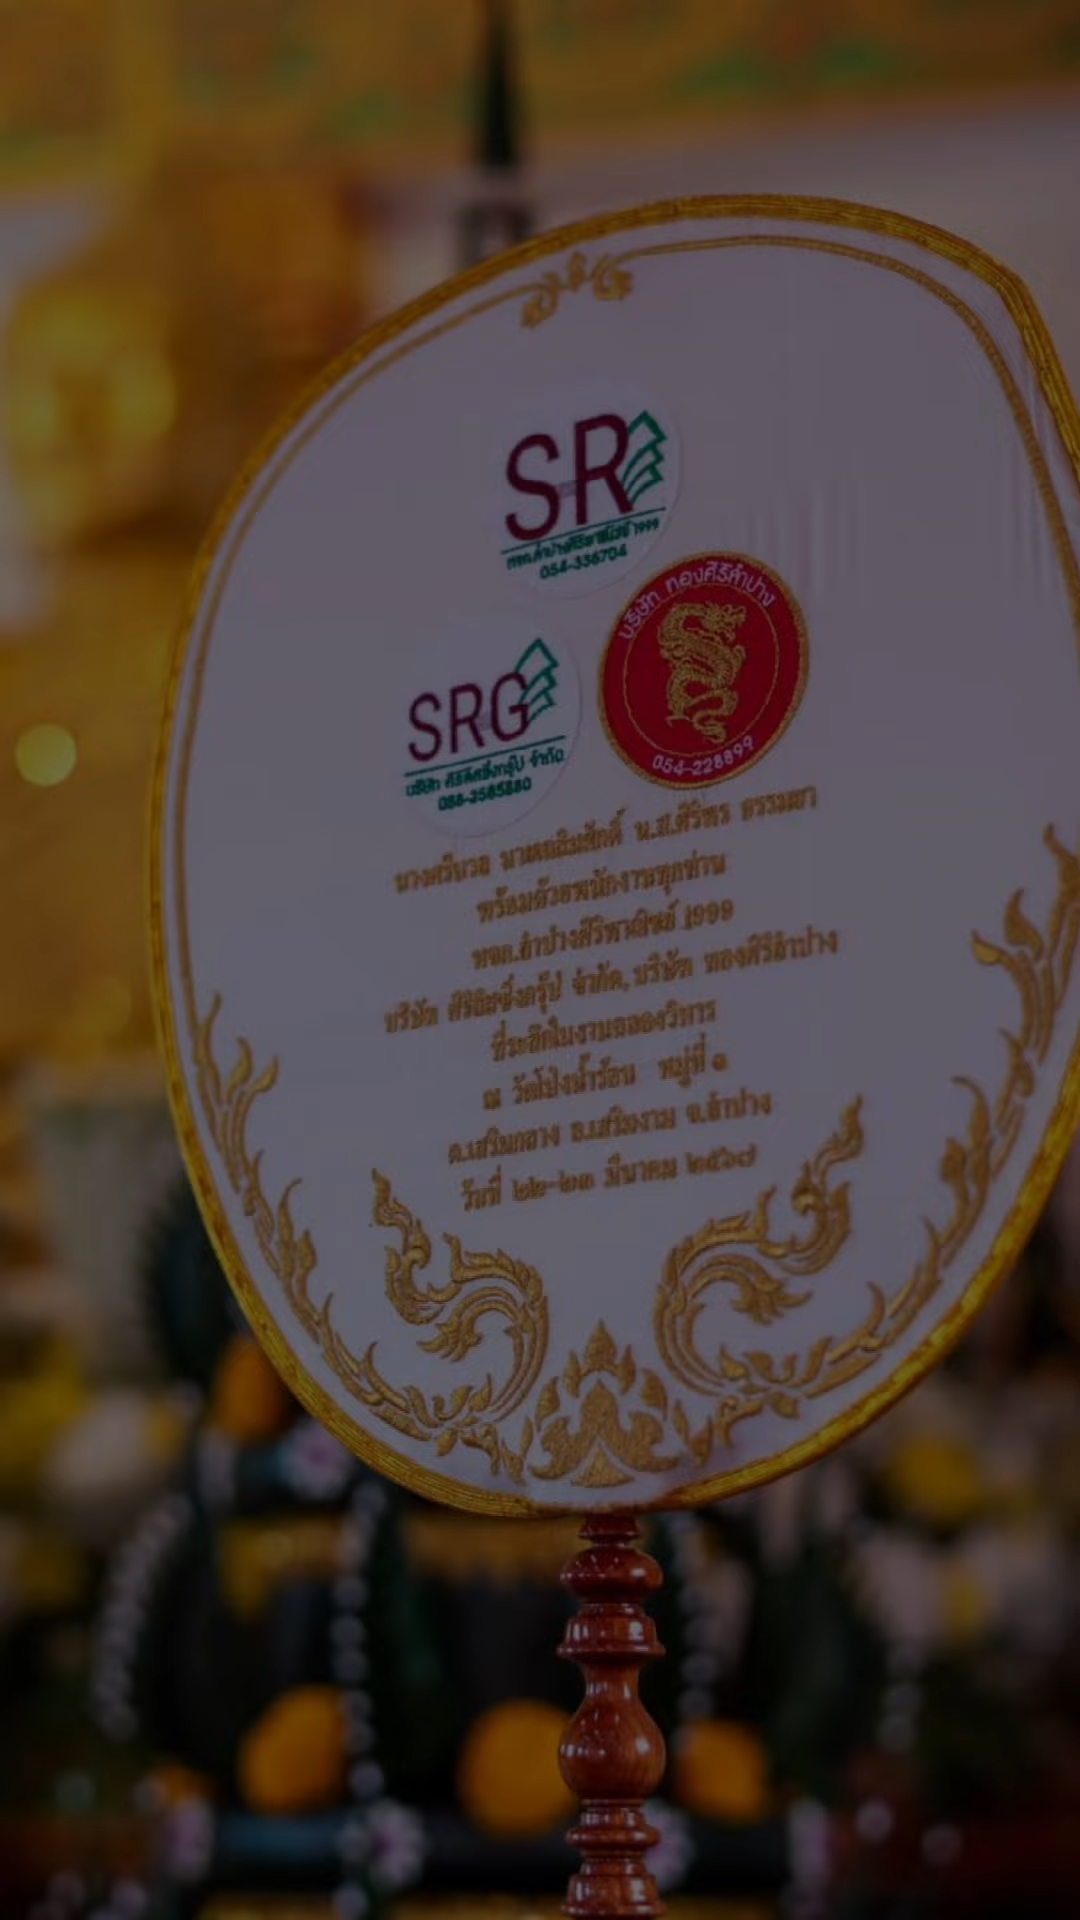 SR
หจก.ลำปางศิริพาณิชย์ 1999
054-336704
บริษัท ทองศิริลำปาง
054-228899
SRG
บริษัท ศิริลิสซิ่งกรุ๊ป จำกัด
088-2585880
นางศรีนวล มาเฉลิมศักดิ์ น.ส.ศิริพร ธรรมยา
พร้อมด้วยพนักงานทุกท่าน
หจก.ลำปางศิริพาณิชย์ 1999
บริษัท ศิริลิสซิ่งกรุ๊ป จำกัด, บริษัท ทองศิริลำปาง
ที่ระลึกในงานฉลองวิหาร
ณ วัดโป่งน้ำร้อน หมู่ที่ ๑
ต.เสริมกลาง อ.เสริมงาม จ.ลำปาง
วันที่ ๒๒-๒๓ มีนาคม ๒๕๖๗